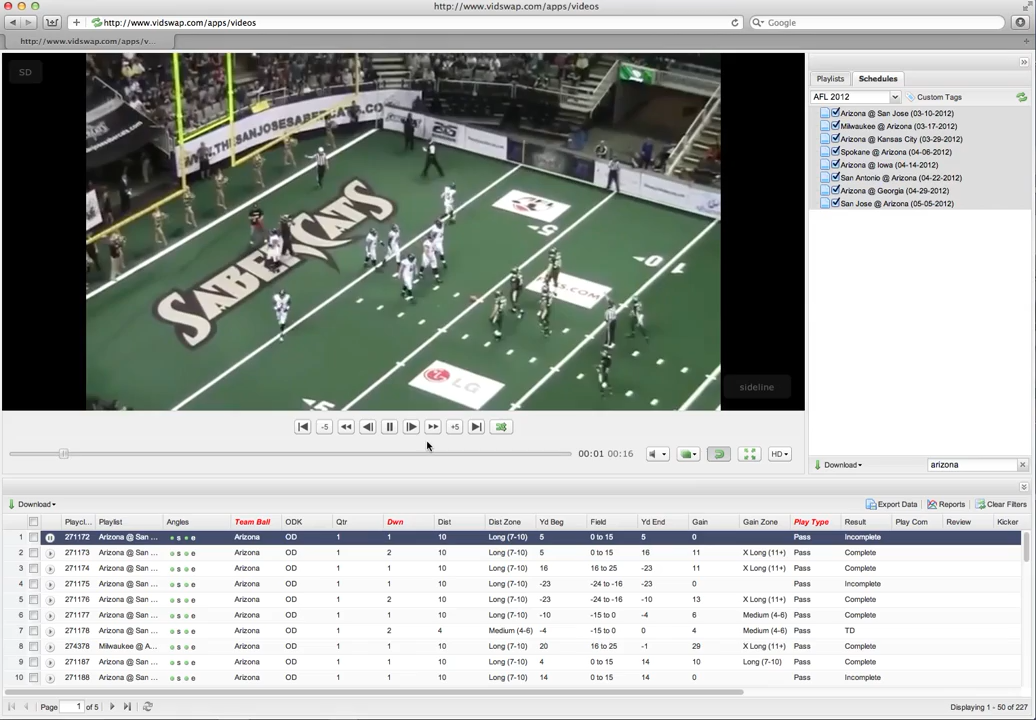 http://www.vidswap.com/apps/videos
http://www.vidswap.com/apps/videos
Google
http://www.vidswap.com/apps/v...
SD
WWW.THESANJOSESABERCATS.CO
SABERCATS
5
10
LG
5
sideline
Playlists Schedules
AFL 2012 Custom Tags
Arizona @ San Jose (03-10-2012)
Milwaukee @ Arizona (03-17-2012)
Arizona @ Kansas City (03-29-2012)
Spokane @ Arizona (04-06-2012)
Arizona @ Iowa (04-14-2012)
San Antonio @ Arizona (04-22-2012)
Arizona @ Georgia (04-29-2012)
San Jose @ Arizona (05-05-2012)
-5 +5
00:01 00:16 HD
Download arizona
Download Export Data Reports Clear Filters
Playcl... Playlist Angles Team Ball ODK Qtr Dwn Dist Dist Zone Yd Beg Field Yd End Gain Gain Zone Play Type Result Play Com Review Kicker
1 271172 Arizona @ San ... s e Arizona OD 1 1 10 Long (7-10) 5 0 to 15 5 0 Pass Incomplete
2 271173 Arizona @ San ... s e Arizona OD 1 2 10 Long (7-10) 5 0 to 15 16 11 X Long (11+) Pass Complete
3 271174 Arizona @ San ... s e Arizona OD 1 1 10 Long (7-10) 16 16 to 25 -23 11 X Long (11+) Pass Complete
4 271175 Arizona @ San ... s e Arizona OD 1 1 10 Long (7-10) -23 -24 to -16 -23 0 Pass Incomplete
5 271176 Arizona @ San ... s e Arizona OD 1 2 10 Long (7-10) -23 -24 to -16 -10 13 X Long (11+) Pass Complete
6 271177 Arizona @ San ... s e Arizona OD 1 1 10 Long (7-10) -10 -15 to 0 -4 6 Medium (4-6) Pass Complete
7 271178 Arizona @ San ... s e Arizona OD 1 2 4 Medium (4-6) -4 -15 to 0 0 4 Medium (4-6) Pass TD
8 274378 Milwaukee @ A... s e Arizona OD 1 1 10 Long (7-10) 20 16 to 25 -1 29 X Long (11+) Pass Complete
9 271187 Arizona @ San ... s e Arizona OD 1 1 10 Long (7-10) 4 0 to 15 14 10 Long (7-10) Pass Complete
10 271188 Arizona @ San ... s e Arizona OD 1 1 10 Long (7-10) 14 0 to 15 14 0 Pass Incomplete
Page 1 of 5 Displaying 1 - 50 of 227